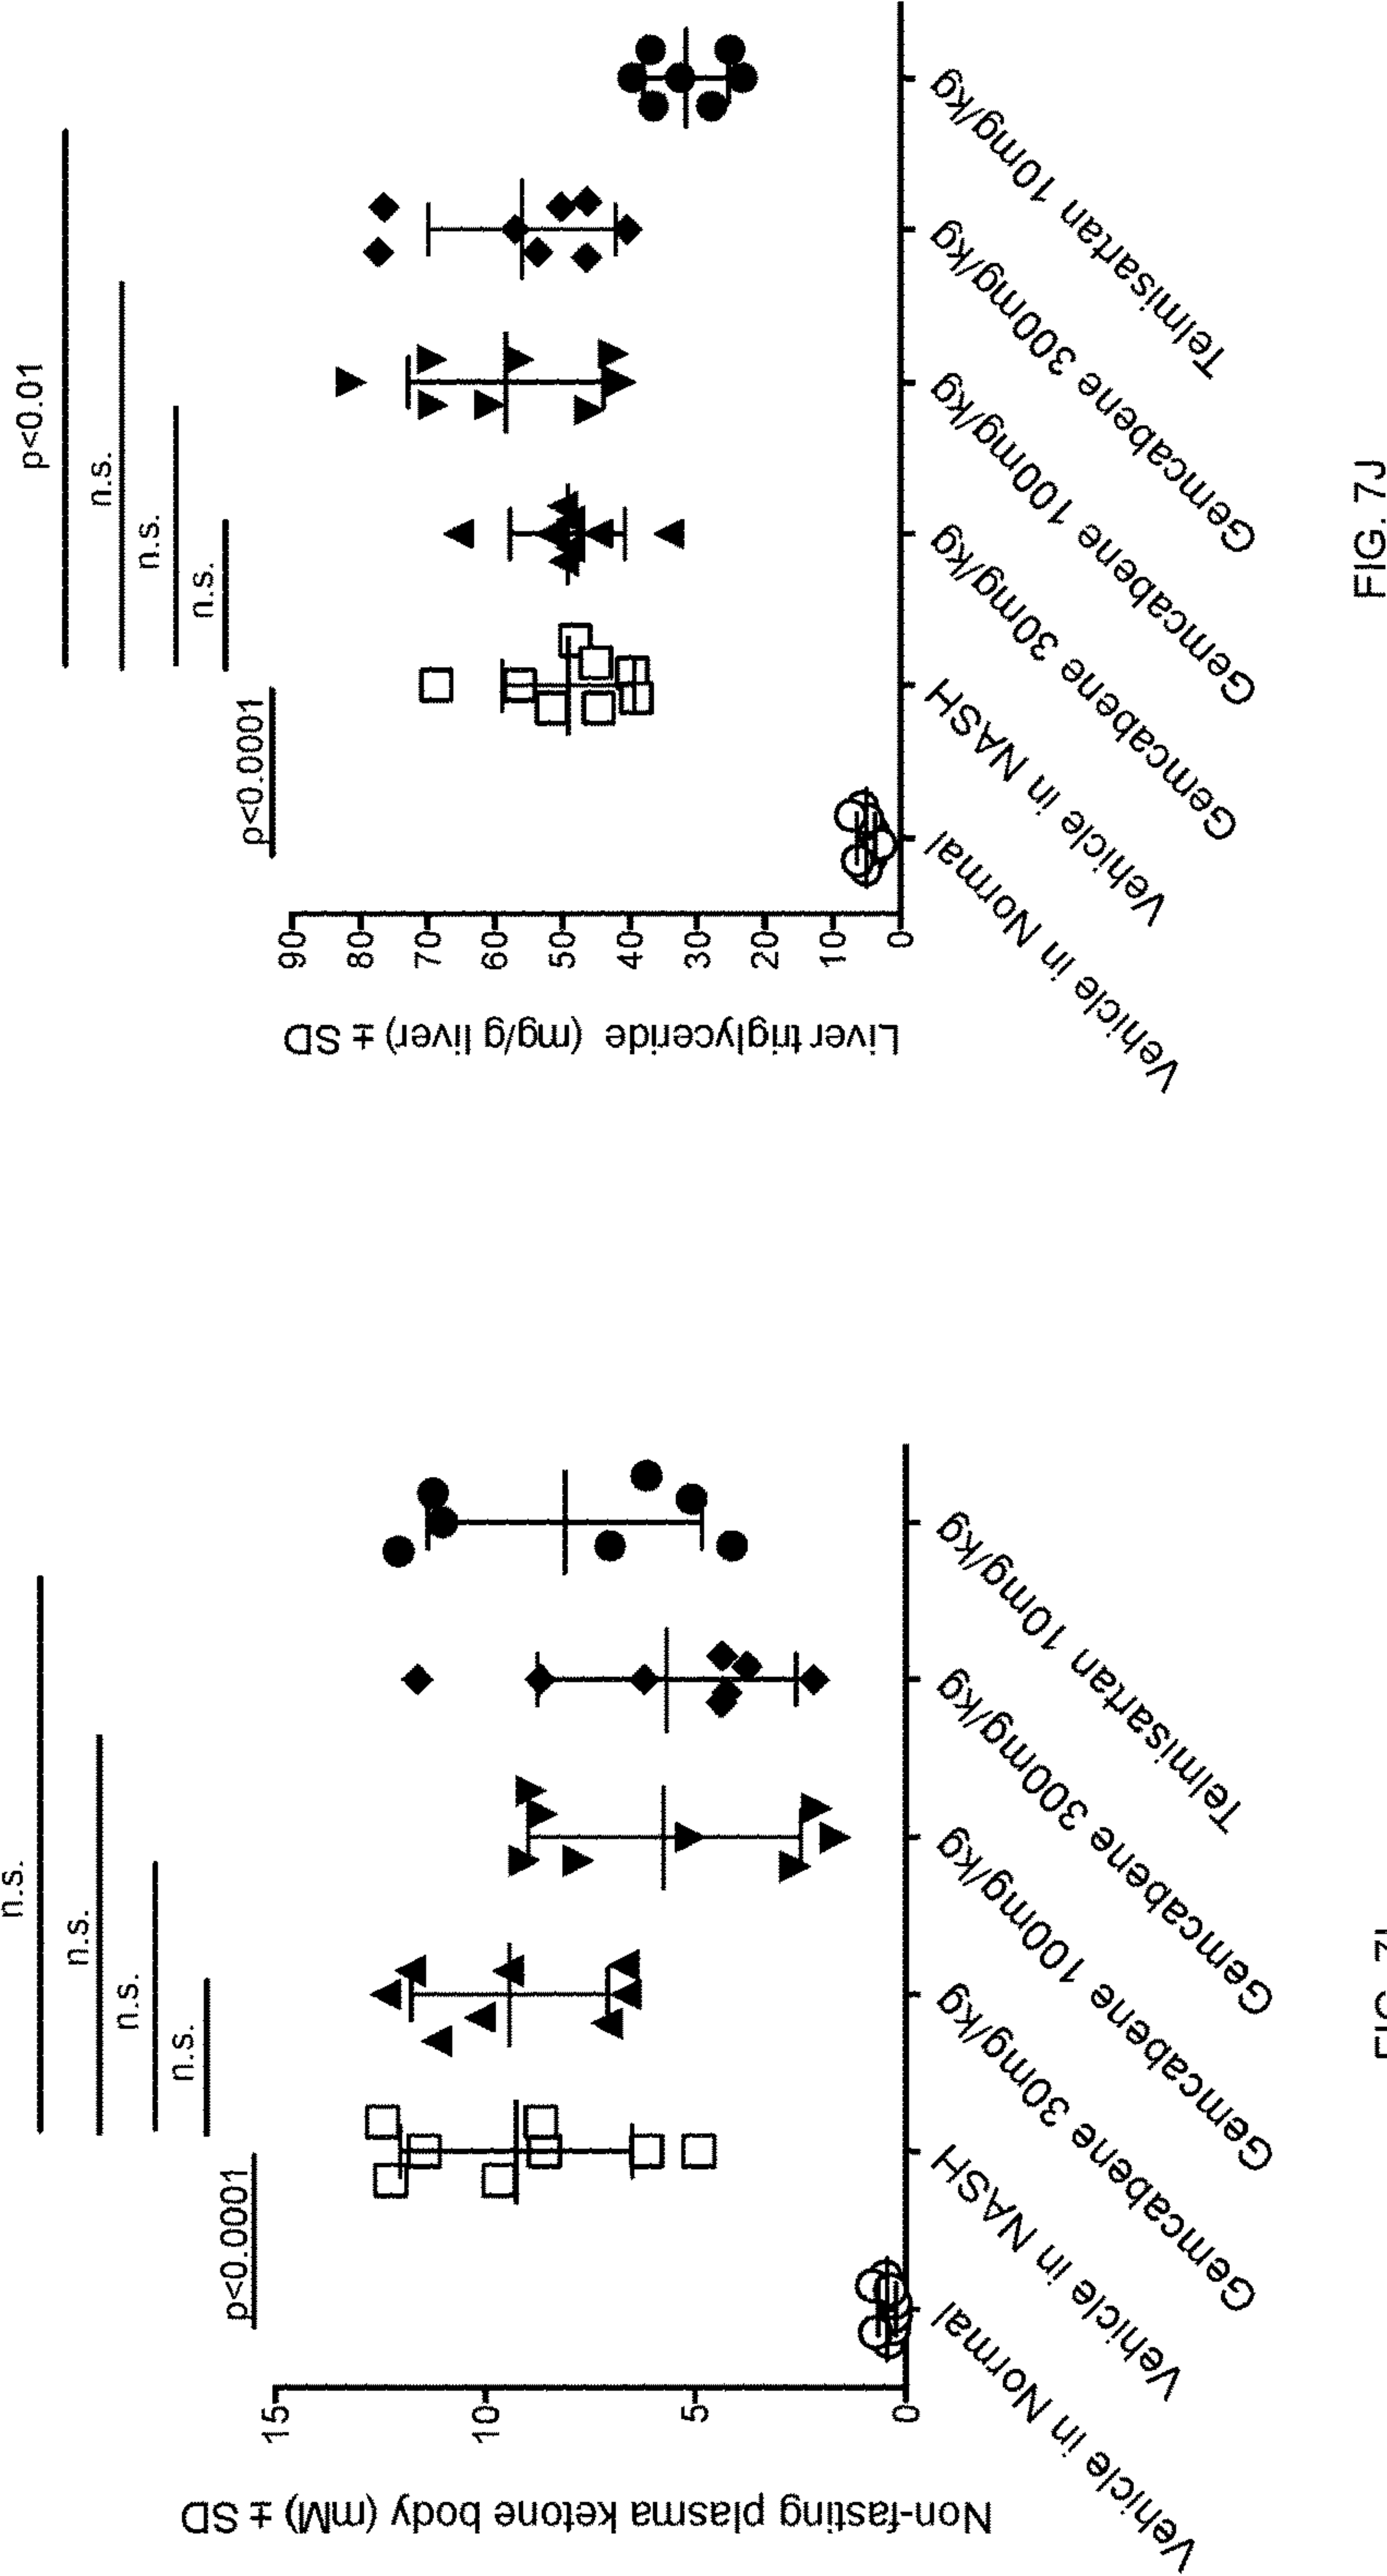 n.s.
n.s.
n.s.
n.s.
p<0.0001
15
10
5
0
Non-fasting plasma ketone body (mM) ± SD
Vehicle in Normal
Vehicle in NASH
Gemcabene 30mg/kg
Gemcabene 100mg/kg
Gemcabene 300mg/kg
Telmisartan 10mg/kg
p<0.01
n.s.
n.s.
n.s.
p<0.0001
90
80
70
60
50
40
30
20
10
0
Liver triglyceride (mg/g liver) ± SD
Vehicle in Normal
Vehicle in NASH
Gemcabene 30mg/kg
Gemcabene 100mg/kg
Gemcabene 300mg/kg
Telmisartan 10mg/kg
FIG. 7J